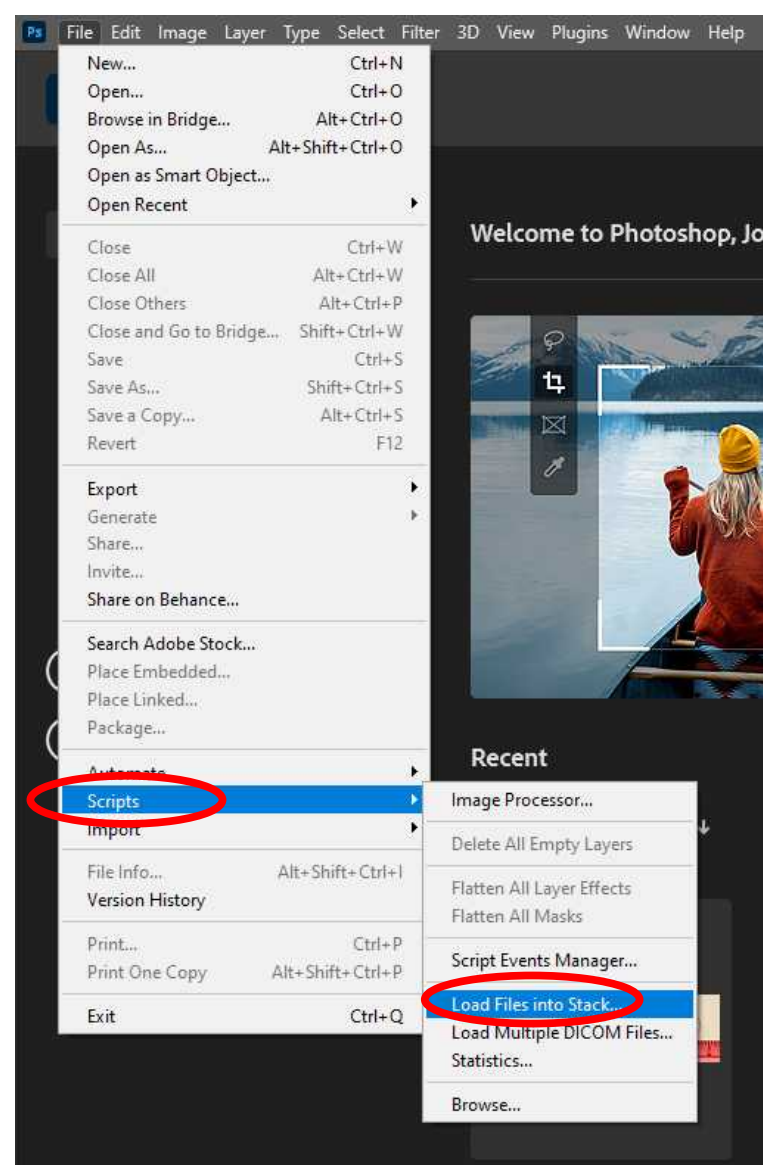 Ps File Edit Image Layer Type Select Filter 3D View Plugins Window Help
New... Ctrl+N
Open... Ctrl+O
Browse in Bridge... Alt+Ctrl+O
Open As... Alt+Shift+Ctrl+O
Open as Smart Object...
Open Recent
Close Ctrl+W
Close All Alt+Ctrl+W
Close Others Alt+Ctrl+P
Close and Go to Bridge... Shift+Ctrl+W
Save Ctrl+S
Save As... Shift+Ctrl+S
Save a Copy... Alt+Ctrl+S
Revert F12
Export
Generate
Share...
Invite...
Share on Behance...
Search Adobe Stock...
Place Embedded...
Place Linked...
Package...
Automate
Scripts
Import
File Info... Alt+Shift+Ctrl+I
Version History
Print... Ctrl+P
Print One Copy Alt+Shift+Ctrl+P
Exit Ctrl+Q
Welcome to Photoshop, Jo
Recent
Image Processor...
Delete All Empty Layers
Flatten All Layer Effects
Flatten All Masks
Script Events Manager...
Load Files into Stack...
Load Multiple DICOM Files...
Statistics...
Browse...